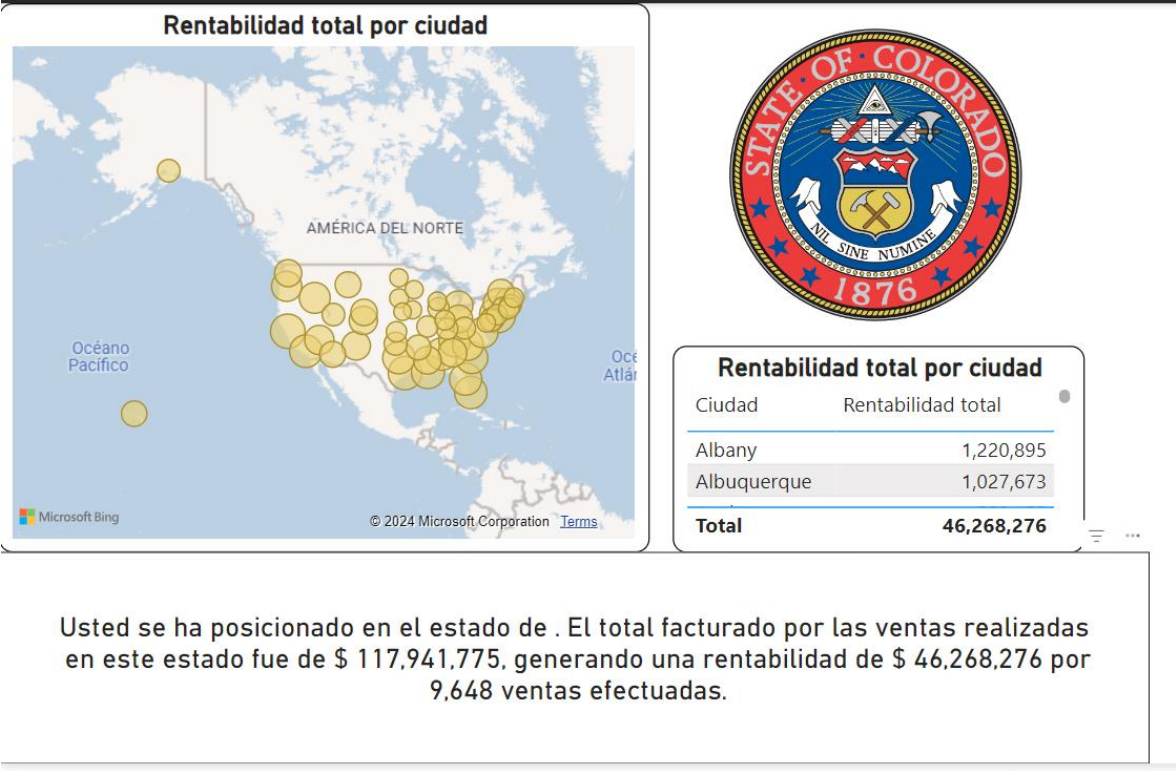 Rentabilidad total por ciudad
AMÉRICA DEL NORTE
Océano
Pacífico
Microsoft Bing
© 2024 Microsoft Corporation Terms
STATE · OF · COLORADO
NIL SINE NUMINE
1876
Rentabilidad total por ciudad
Ciudad Rentabilidad total
Albany 1,220,895
Albuquerque 1,027,673
Total 46,268,276
Usted se ha posicionado en el estado de . El total facturado por las ventas realizadas
en este estado fue de $ 117,941,775, generando una rentabilidad de $ 46,268,276 por
9,648 ventas efectuadas.